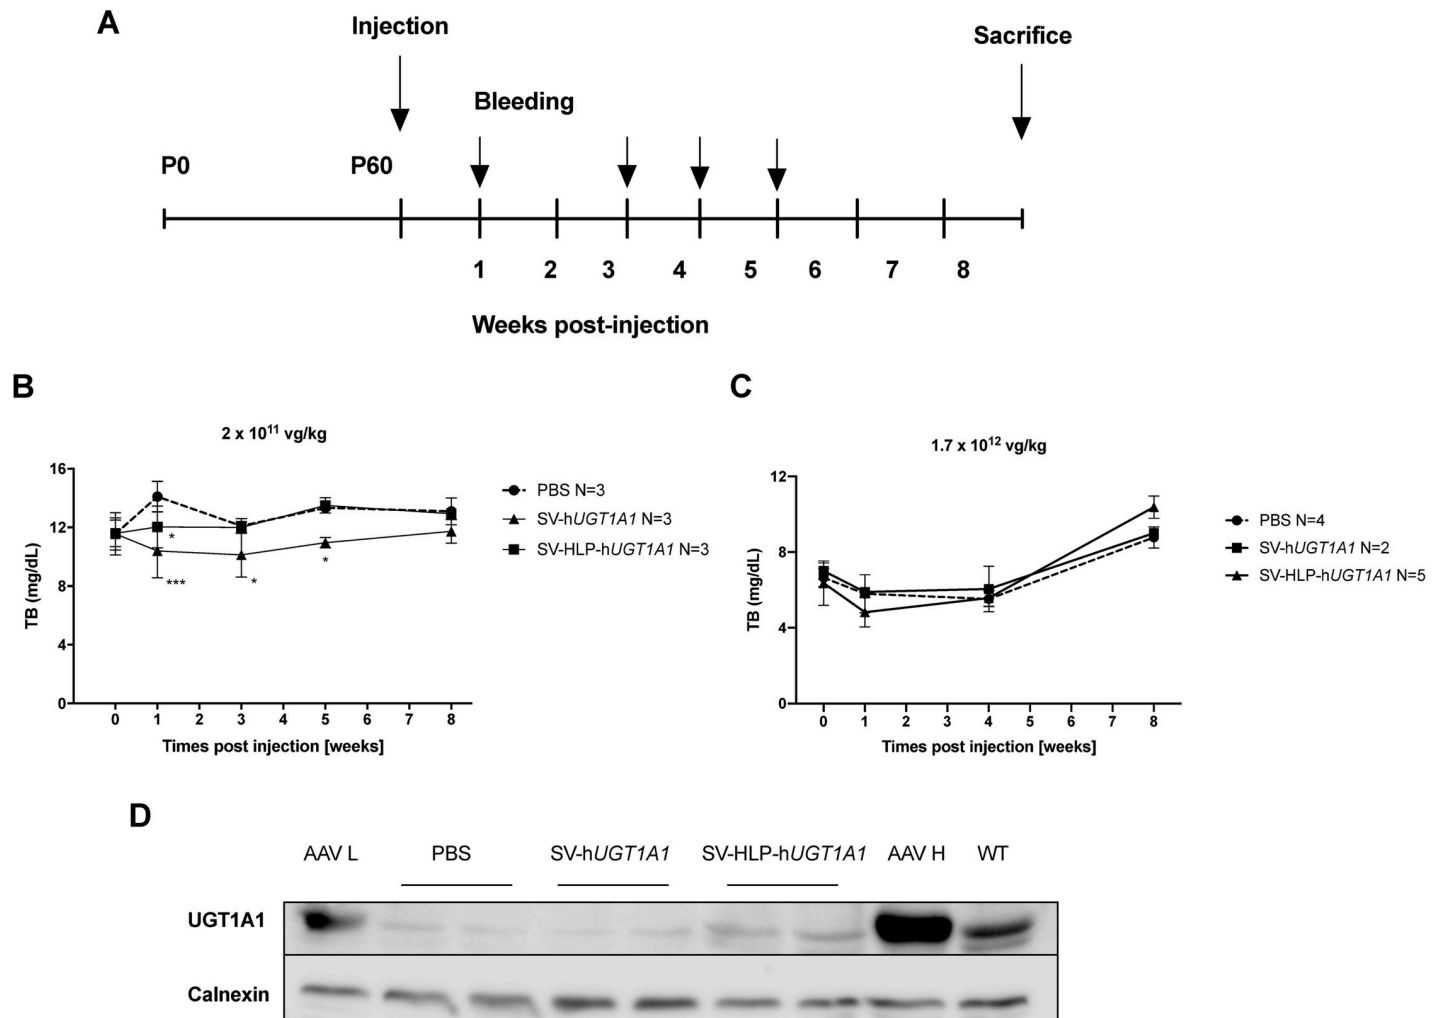 A
Injection
Sacrifice
Bleeding
P0 P60
1 2 3 4 5 6 7 8
Weeks post-injection
B
2 x 10¹¹ vg/kg
16
12
8
4
0
TB (mg/dL)
PBS N=3
SV-hUGT1A1 N=3
SV-HLP-hUGT1A1 N=3
*
***
*
*
0 1 2 3 4 5 6 7 8
Times post injection [weeks]
C
1.7 x 10¹² vg/kg
12
8
4
0
TB (mg/dL)
PBS N=4
SV-hUGT1A1 N=2
SV-HLP-hUGT1A1 N=5
0 1 2 3 4 5 6 7 8
Times post injection [weeks]
D
AAV L PBS SV-hUGT1A1 SV-HLP-hUGT1A1 AAV H WT
UGT1A1
Calnexin